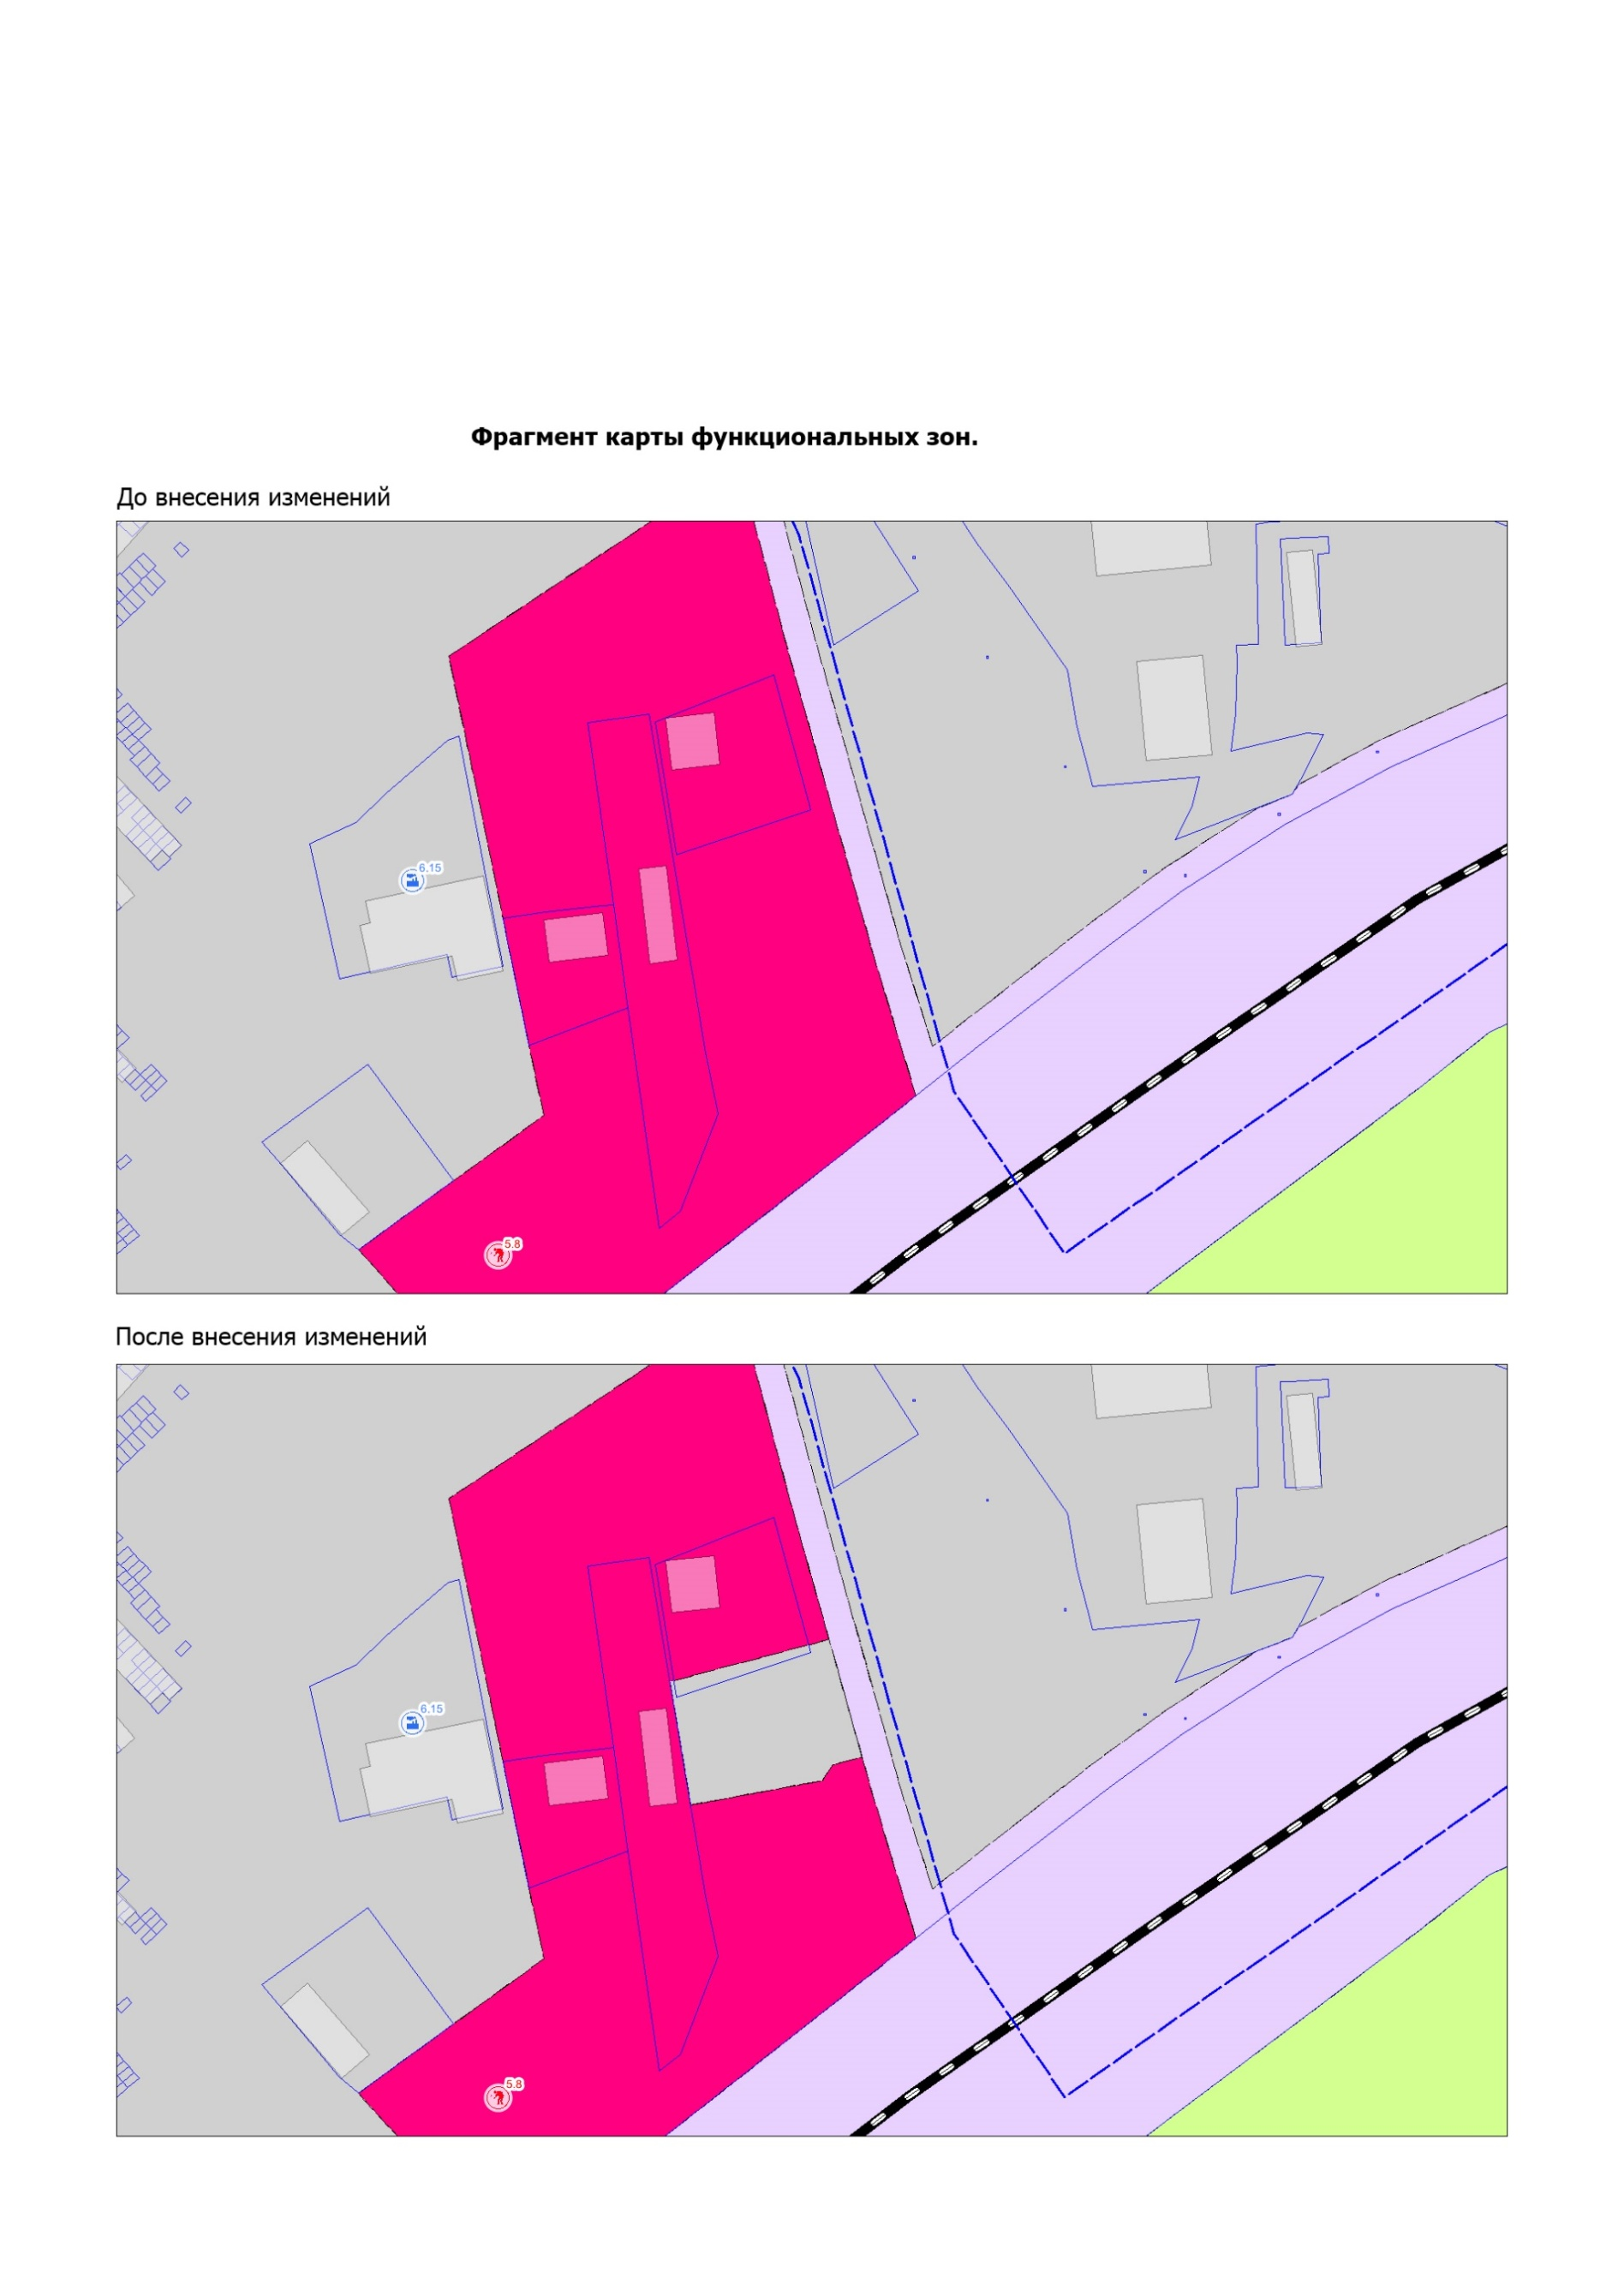 Фрагмент карты функциональных зон.
До внесения изменений
6.15
5.8
После внесения изменений
6.15
5.8